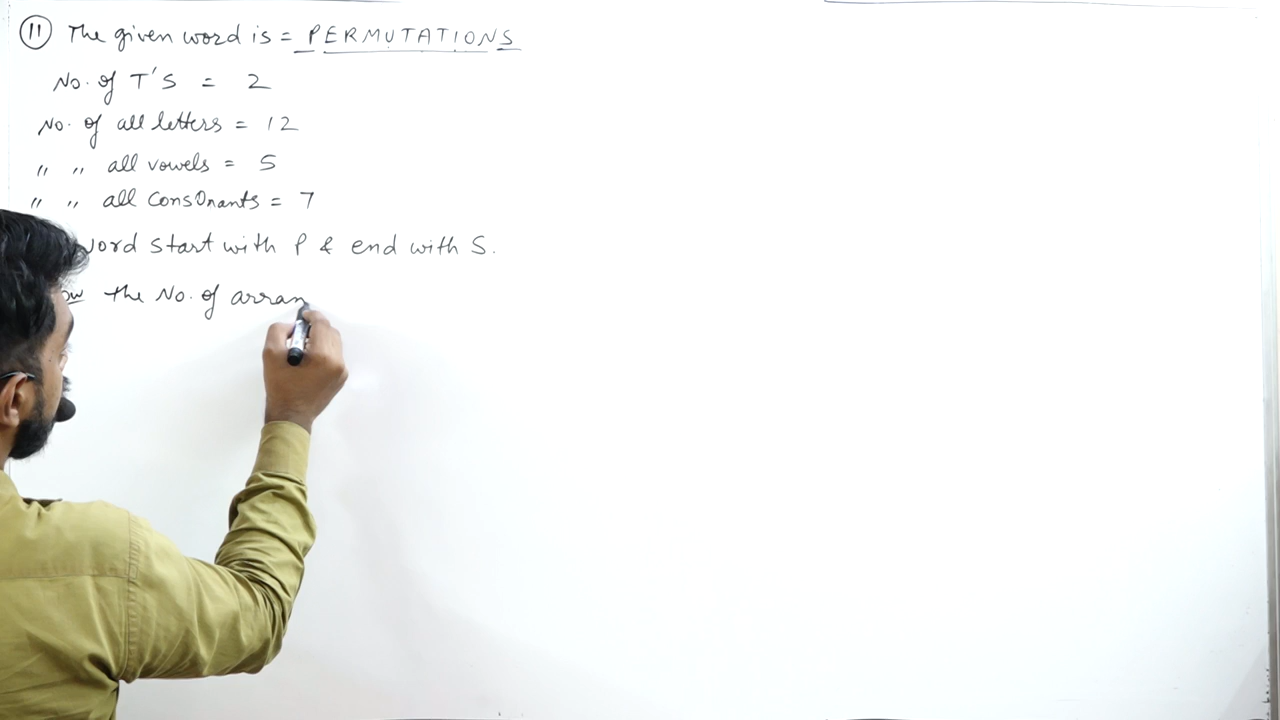 11 The given word is = PERMUTATIONS
No. of T'S = 2
No. of all letters = 12
" " all vowels = 5
" " all consonants = 7
word start with P & end with S.
the No. of arran